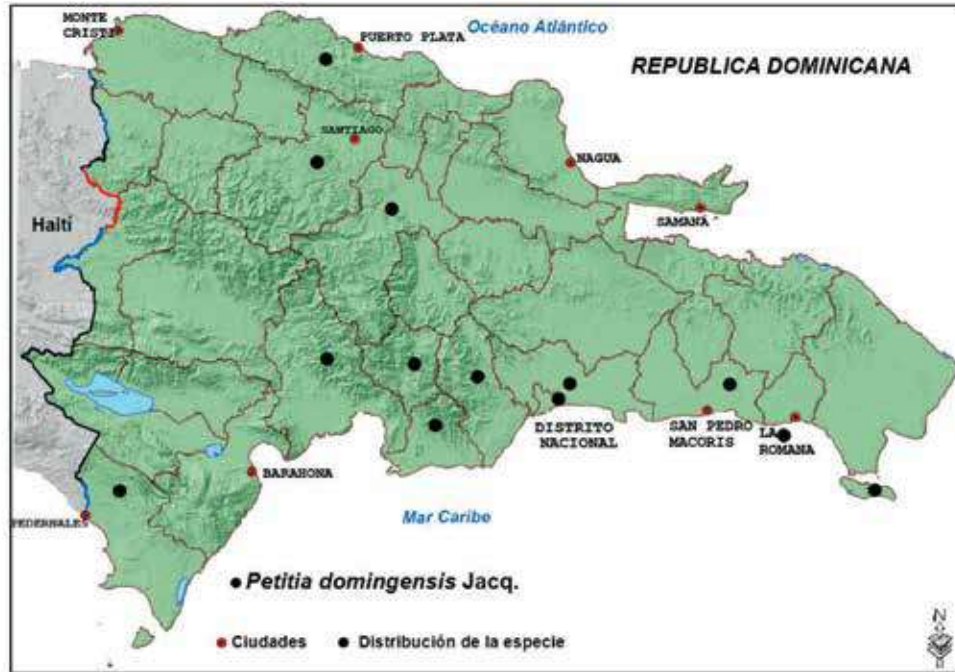 MONTE
CRISTI
PUERTO PLATA
Océano Atlántico
REPUBLICA DOMINICANA
SANTIAGO
NAGUA
Haití
SAMANA
DISTRITO
NACIONAL
SAN PEDRO
MACORIS
LA
ROMANA
BARAHONA
PEDERNALES
Mar Caribe
Petitia domingensis Jacq.
Ciudades
Distribución de la especie
N